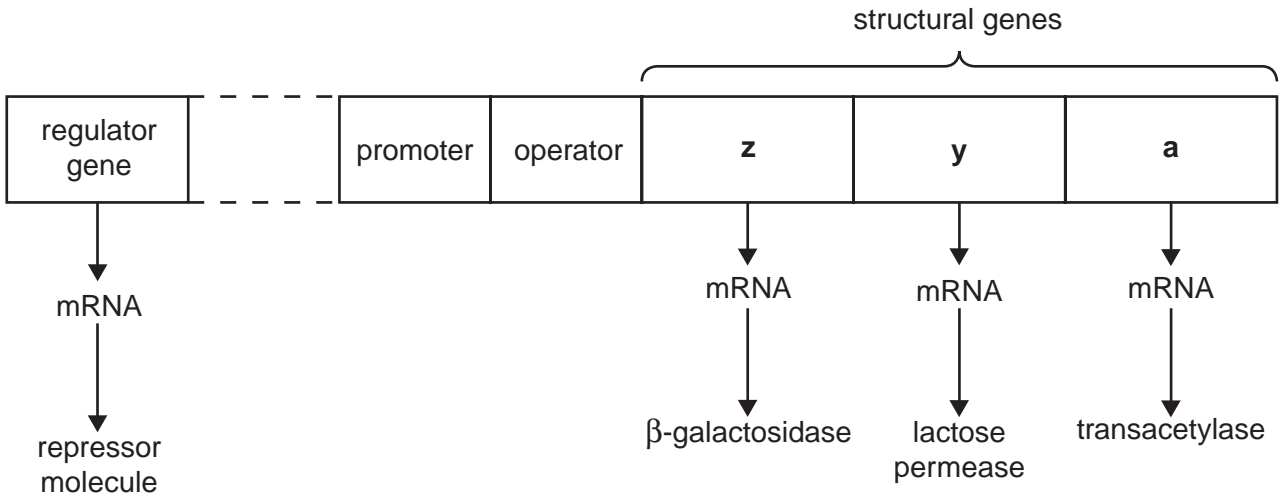 structural genes
regulator
gene
promoter
operator
z
y
a
mRNA
mRNA
mRNA
mRNA
repressor
molecule
β-galactosidase
lactose
permease
transacetylase